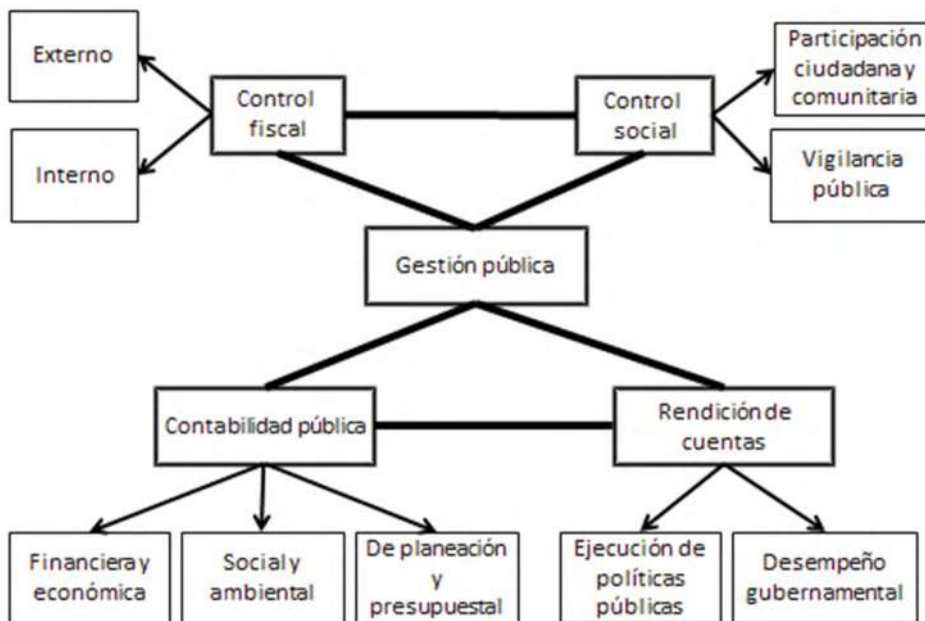 Externo
Interno
Control
fiscal
Control
social
Participación
ciudadana y
comunitaria
Vigilancia
pública
Gestión pública
Contabilidad pública
Rendición de
cuentas
Financiera y
económica
Social y
ambiental
De planeación
y
presupuestal
Ejecución de
políticas
públicas
Desempeño
gubernamental